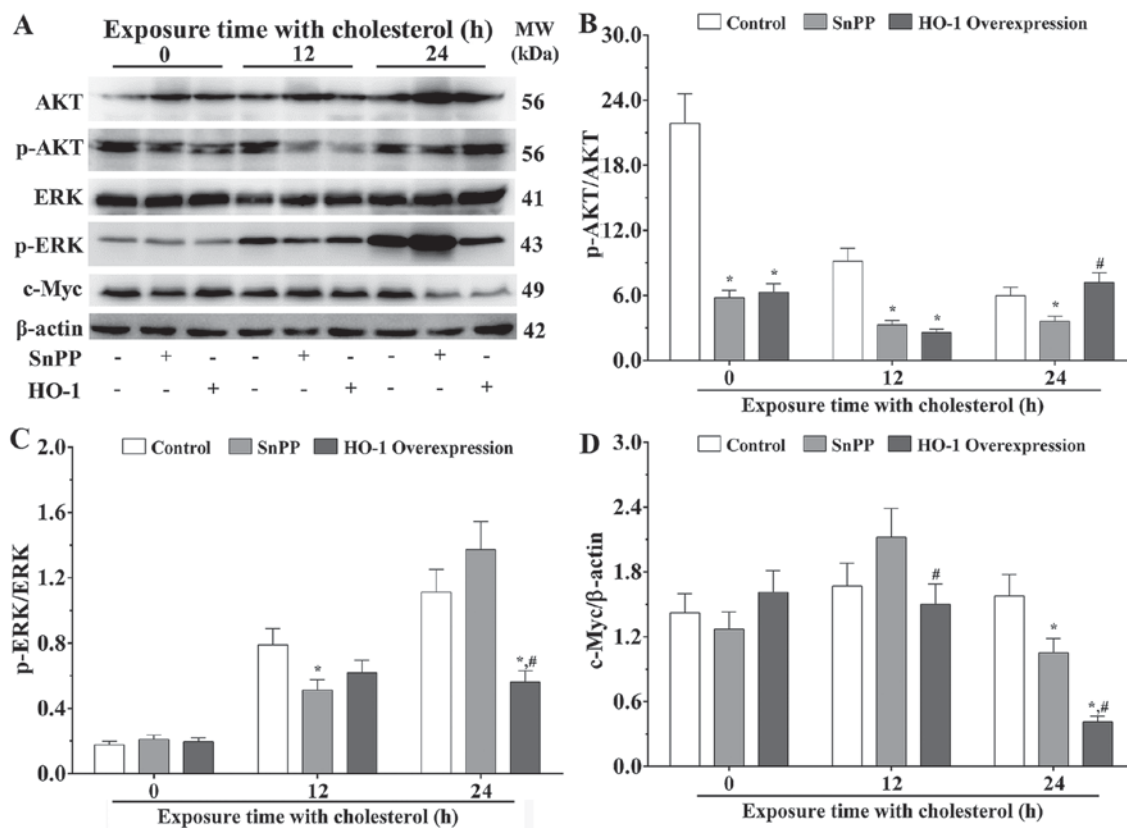 A
Exposure time with cholesterol (h)
MW
(kDa)
0 12 24
AKT 56
p-AKT 56
ERK 41
p-ERK 43
c-Myc 49
β-actin 42
SnPP - + - - + - - + -
HO-1 - - + - - + - - +
B
Control SnPP HO-1 Overexpression
p-AKT/AKT
30.0
24.0
18.0
12.0
6.0
0.0
* * * * * #
0 12 24
Exposure time with cholesterol (h)
C
Control SnPP HO-1 Overexpression
p-ERK/ERK
2.0
1.6
1.2
0.8
0.4
0.0
* *,#
0 12 24
Exposure time with cholesterol (h)
D
Control SnPP HO-1 Overexpression
c-Myc/β-actin
3.0
2.4
1.8
1.2
0.6
0.0
# * *,#
0 12 24
Exposure time with cholesterol (h)